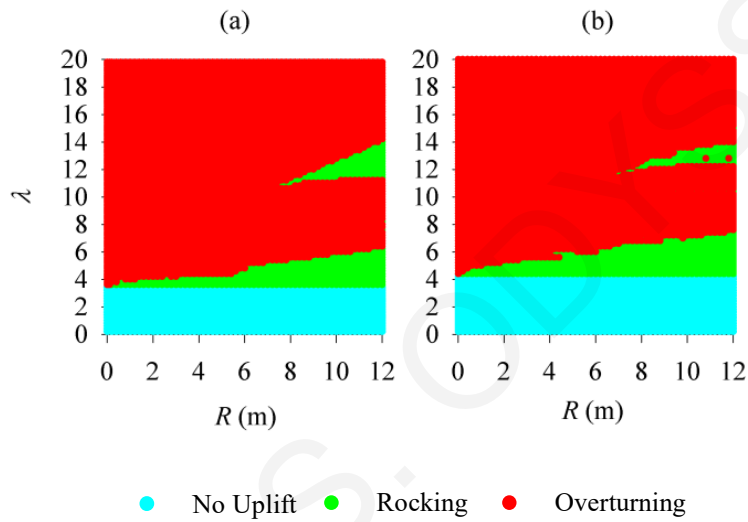 (a) (b)
20 20
18 18
16 16
14 14
12 12
λ 10 10
8 8
6 6
4 4
2 2
0 0
0 2 4 6 8 10 12 0 2 4 6 8 10 12
R (m) R (m)
No Uplift Rocking Overturning
S. ODYS